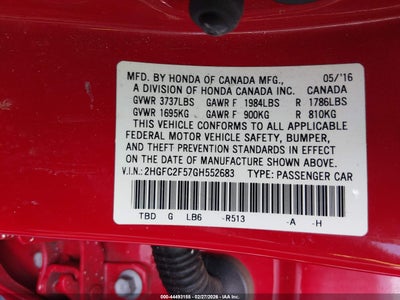 MFD. BY HONDA OF CANADA MFG., 05/'16
A DIVISION OF HONDA CANADA INC. CANADA
GVWR 3737LBS GAWR F 1984LBS R 1786LBS
GVWR 1695KG GAWR F 900KG R 810KG
THIS VEHICLE CONFORMS TO ALL APPLICABLE
FEDERAL MOTOR VEHICLE SAFETY, BUMPER,
AND THEFT PREVENTION STANDARDS IN EFFECT
ON THE DATE OF MANUFACTURE SHOWN ABOVE.
V.I.N.: 2HGFC2F57GH552683 TYPE: PASSENGER CAR
TBD G LB6 -R513 -A -H
000-44493155 (02/27/2026 - IAA Inc.)